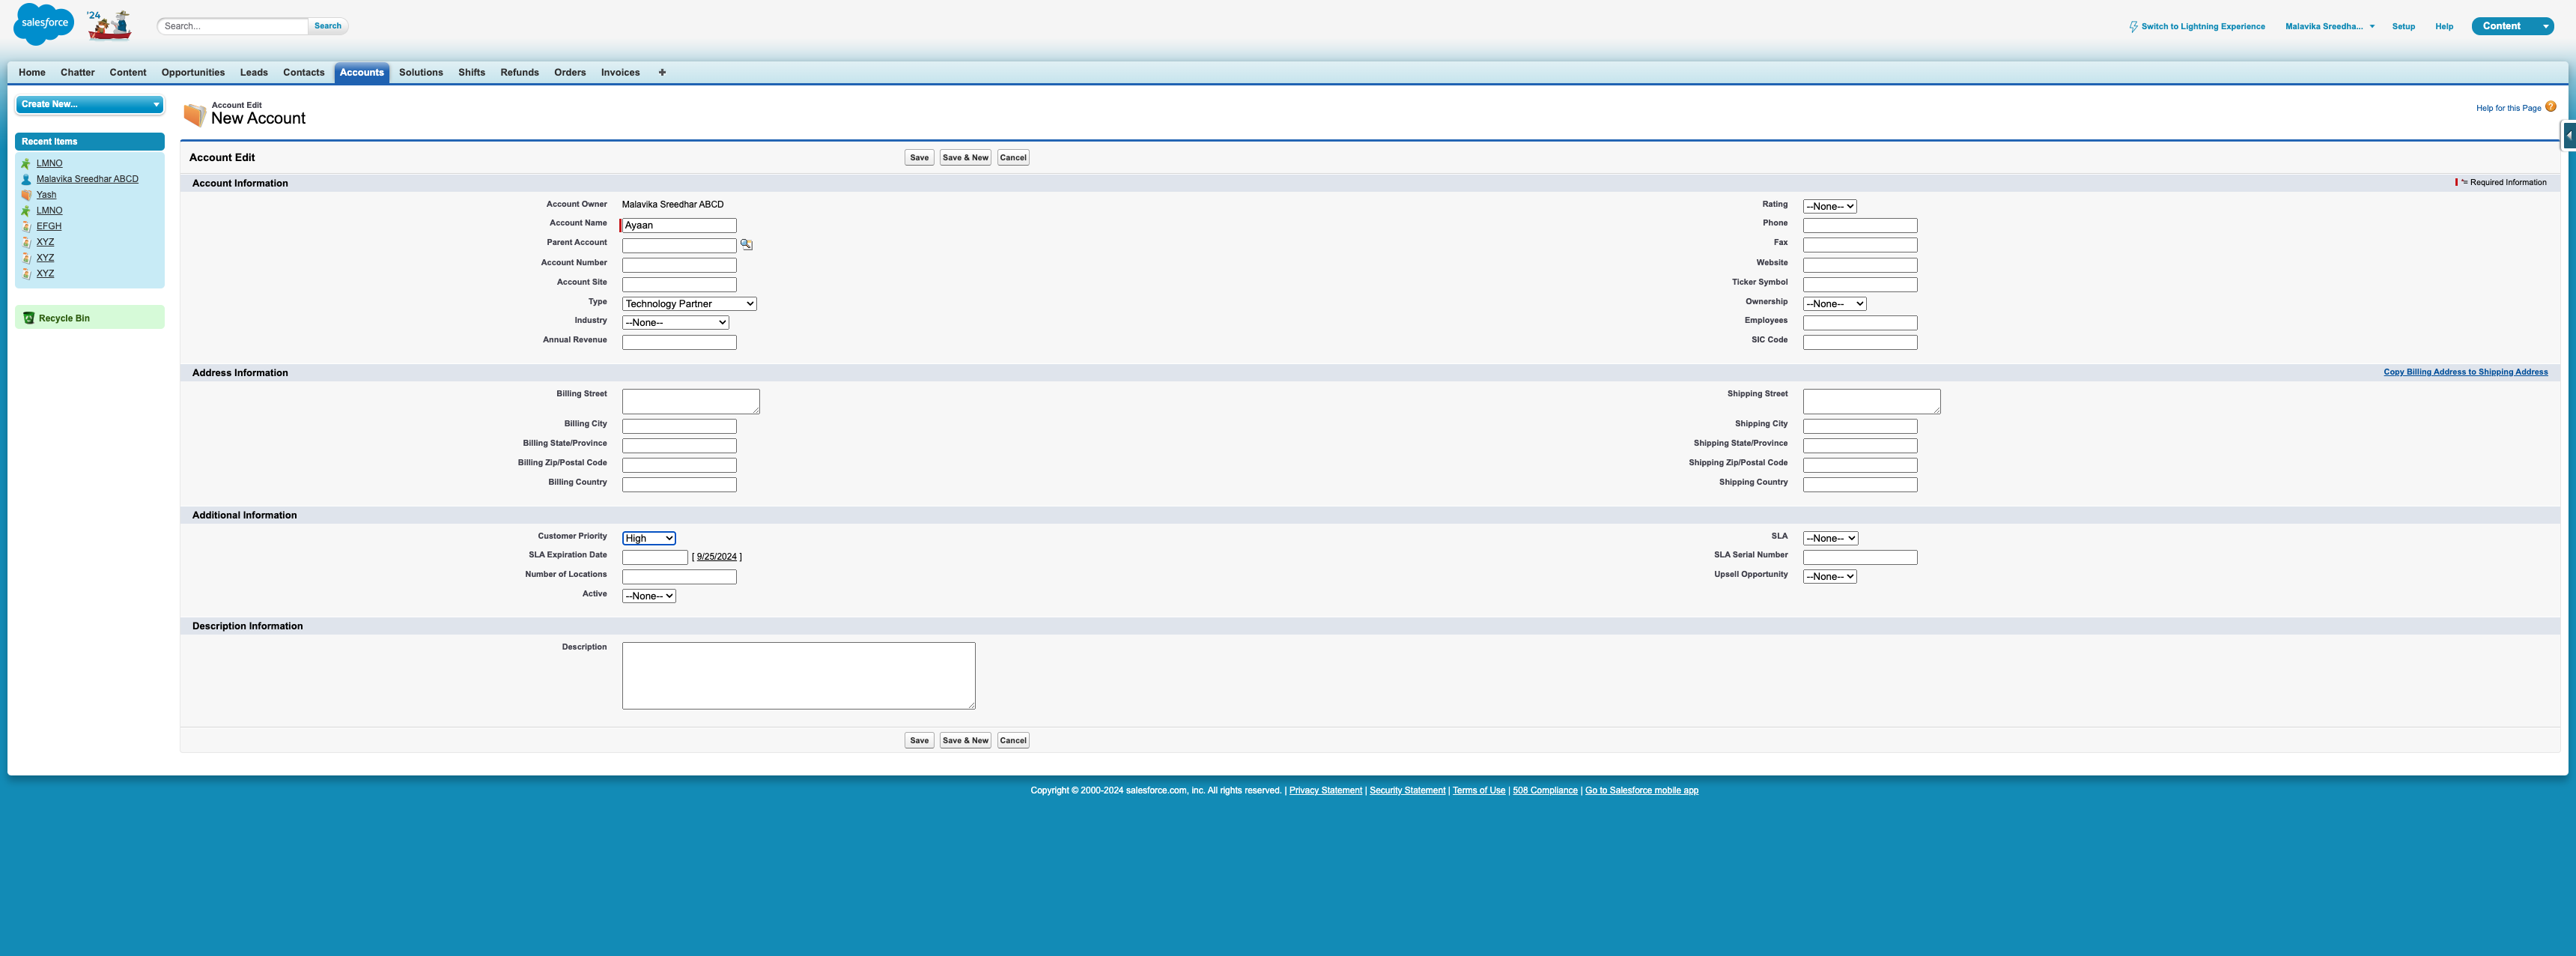 salesforce
'24
Search...
Search
Switch to Lightning Experience
Malavika Sreedha...
Setup
Help
Content
Home
Chatter
Content
Opportunities
Leads
Contacts
Accounts
Solutions
Shifts
Refunds
Orders
Invoices
+
Create New...
Recent Items
LMNO
Malavika Sreedhar ABCD
Yash
LMNO
EFGH
XYZ
XYZ
XYZ
Recycle Bin
Account Edit
New Account
Help for this Page ?
Account Edit
Save
Save & New
Cancel
Account Information
*= Required Information
Account Owner Malavika Sreedhar ABCD
Rating --None--
Account Name Ayaan
Phone
Parent Account
Fax
Account Number
Website
Account Site
Ticker Symbol
Type Technology Partner
Ownership --None--
Industry --None--
Employees
Annual Revenue
SIC Code
Address Information
Copy Billing Address to Shipping Address
Billing Street
Shipping Street
Billing City
Shipping City
Billing State/Province
Shipping State/Province
Billing Zip/Postal Code
Shipping Zip/Postal Code
Billing Country
Shipping Country
Additional Information
Customer Priority High
SLA --None--
SLA Expiration Date [ 9/25/2024 ]
SLA Serial Number
Number of Locations
Upsell Opportunity --None--
Active --None--
Description Information
Description
Save
Save & New
Cancel
Copyright © 2000-2024 salesforce.com, inc. All rights reserved. | Privacy Statement | Security Statement | Terms of Use | 508 Compliance | Go to Salesforce mobile app